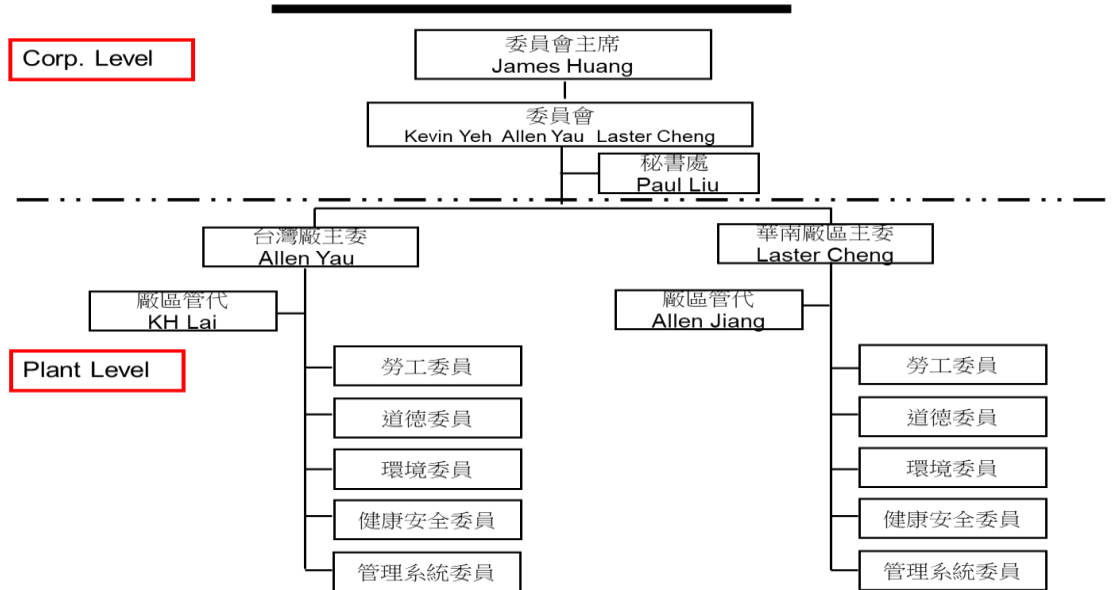 Corp. Level
委員會主席
James Huang
委員會
Kevin Yeh Allen Yau Laster Cheng
秘書處
Paul Liu
台灣廠主委
Allen Yau
華南廠區主委
Laster Cheng
廠區管代
KH Lai
廠區管代
Allen Jiang
Plant Level
勞工委員
道德委員
環境委員
健康安全委員
管理系統委員
勞工委員
道德委員
環境委員
健康安全委員
管理系統委員